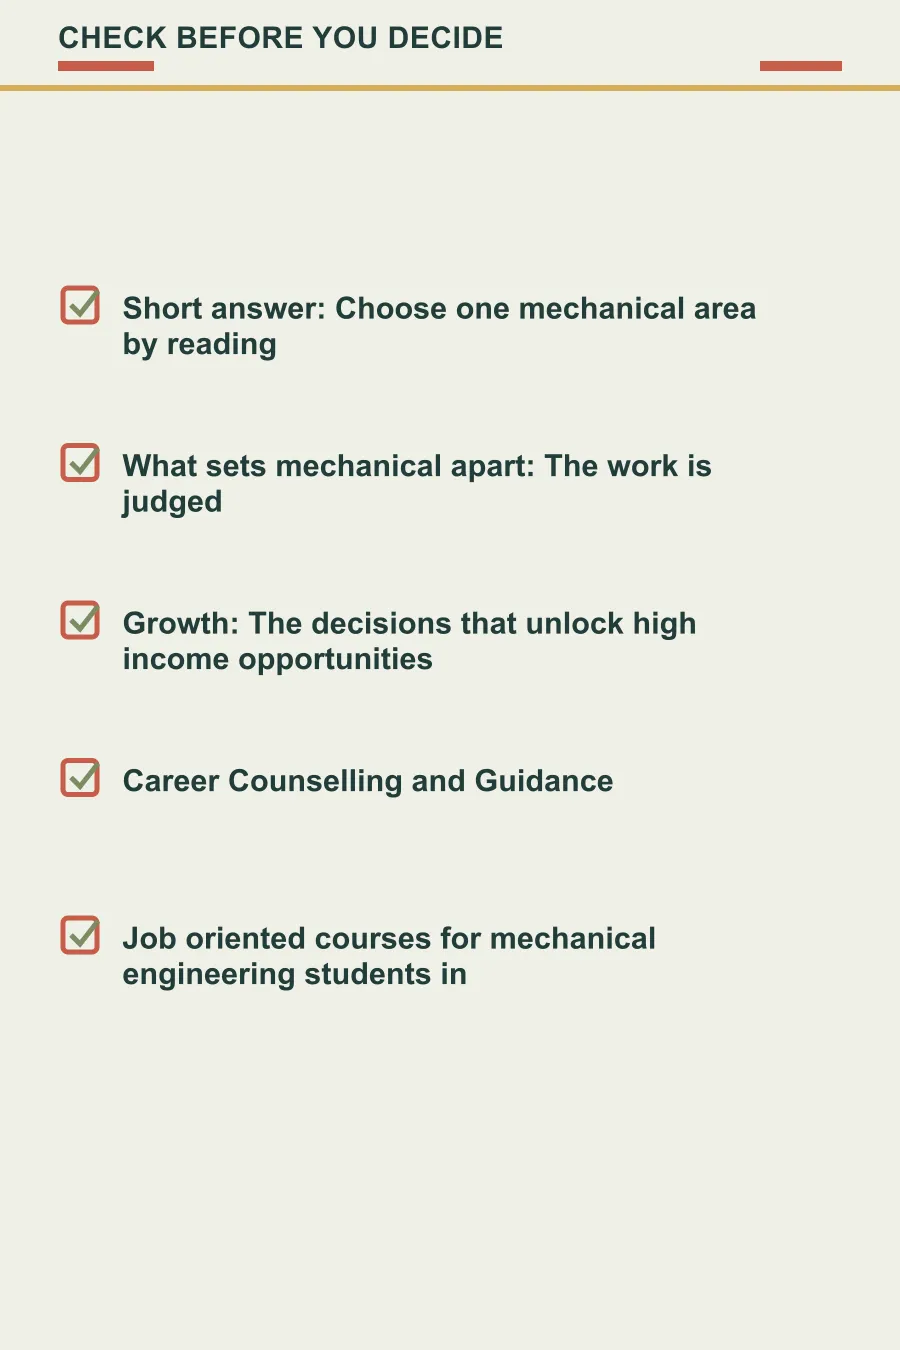 CHECK BEFORE YOU DECIDE
Short answer: Choose one mechanical area
by reading
What sets mechanical apart: The work is
judged
Growth: The decisions that unlock high
income opportunities
Career Counselling and Guidance
Job oriented courses for mechanical
engineering students in